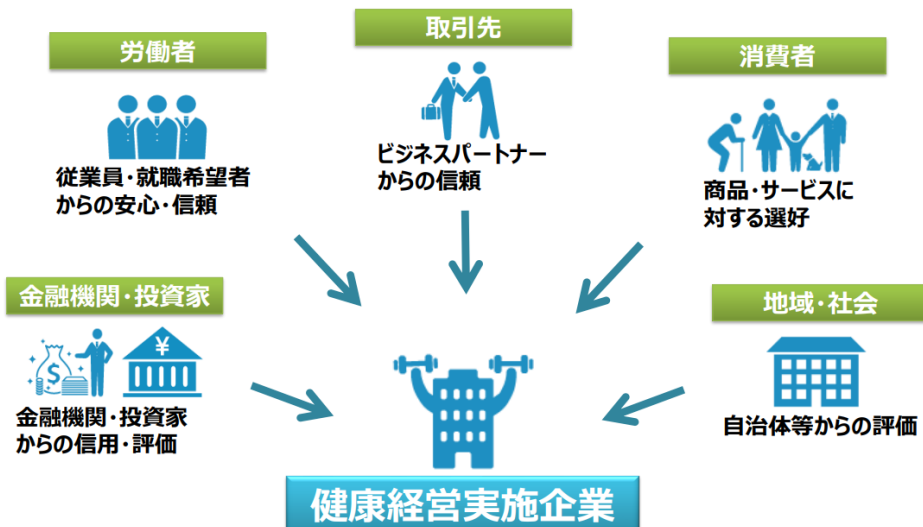 労働者
従業員・就職希望者
からの安心・信頼
取引先
ビジネスパートナー
からの信頼
消費者
商品・サービスに
対する選好
金融機関・投資家
$
¥
金融機関・投資家
からの信用・評価
地域・社会
自治体等からの評価
健康経営実施企業